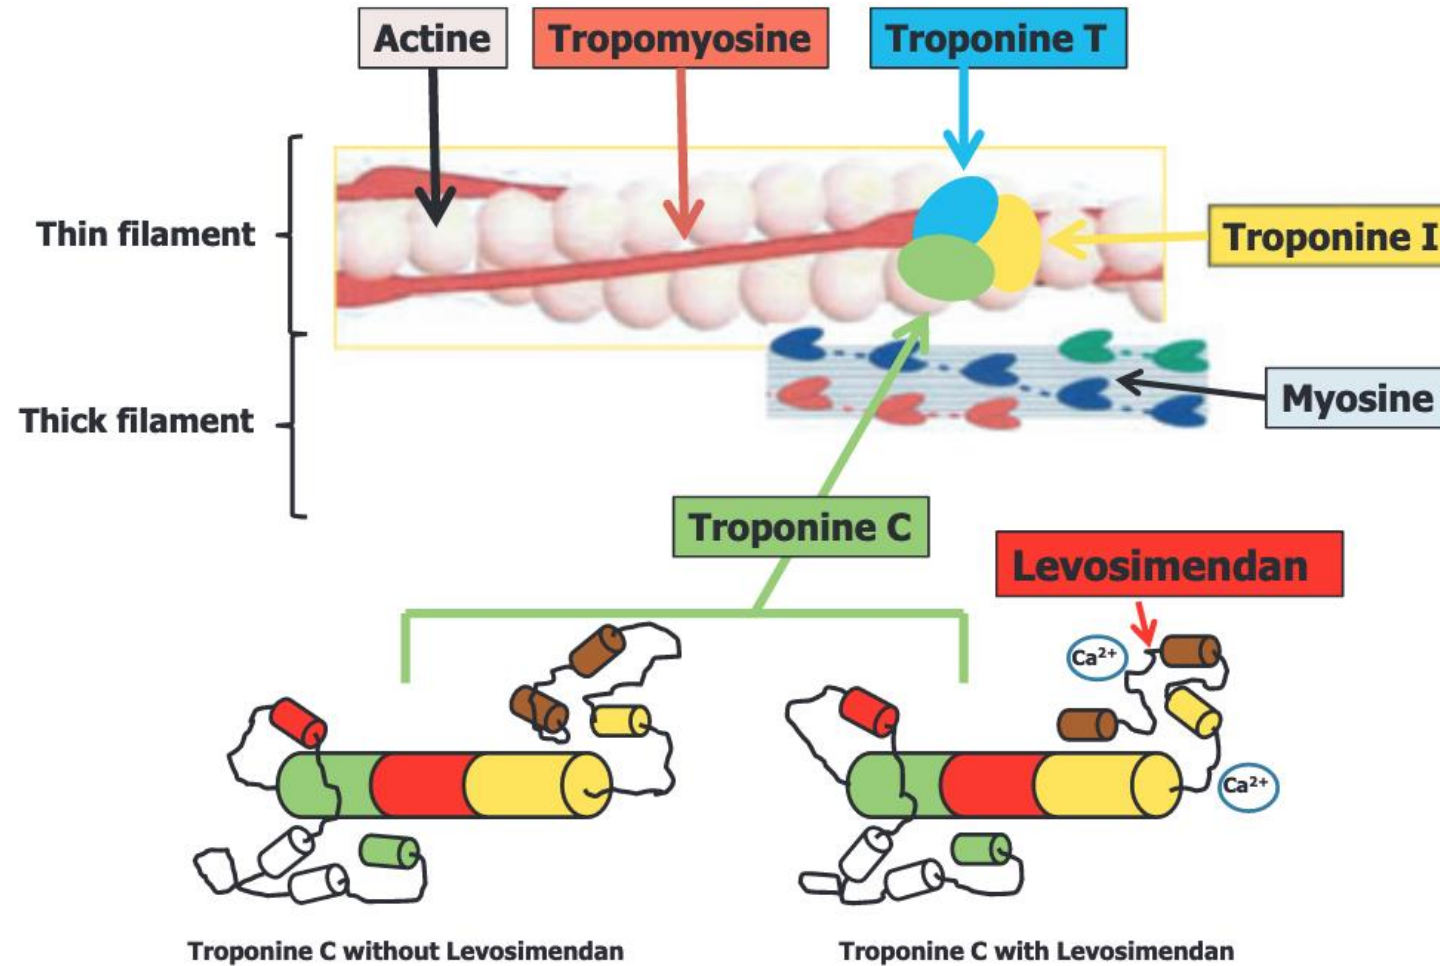 Actine
Tropomyosine
Troponine T
Thin filament
Troponine I
Thick filament
Myosine
Troponine C
Levosimendan
Ca²⁺
Ca²⁺
Troponine C without Levosimendan
Troponine C with Levosimendan